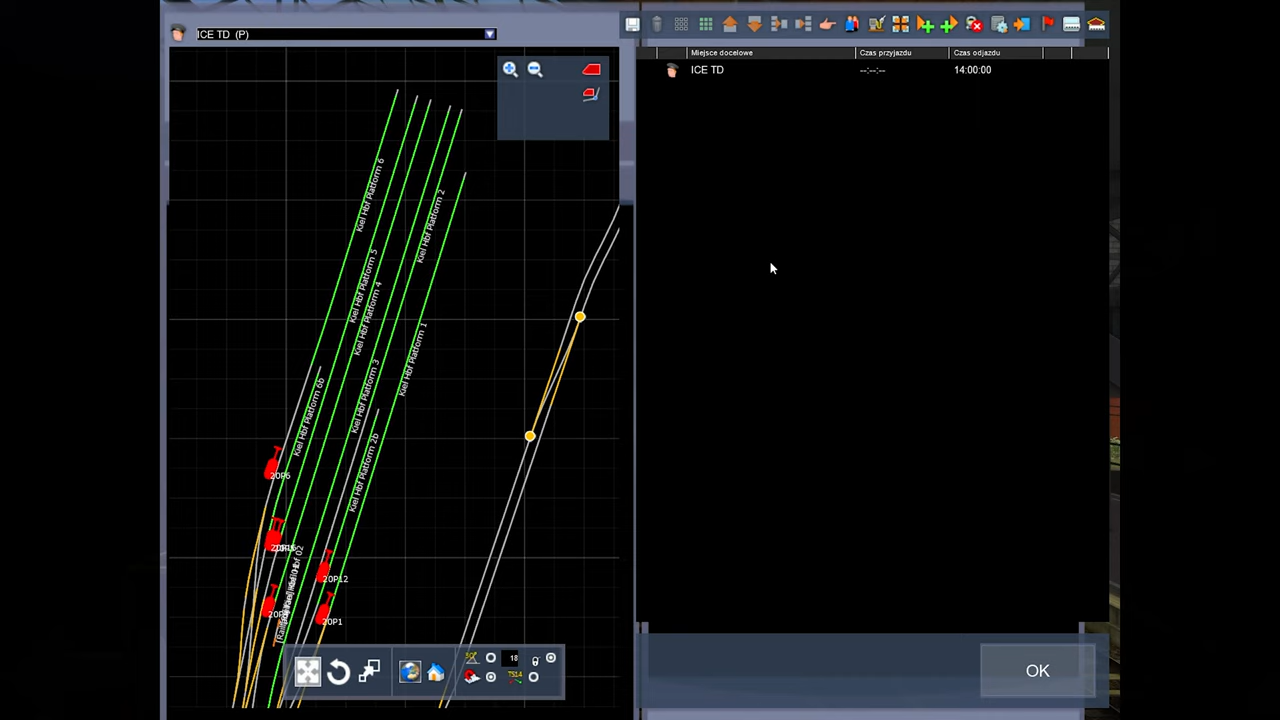 ICE TD (P)
Miejsce docelowe Czas przyjazdu Czas odjazdu
ICE TD --:--:-- 14:00:00
Kiel Hbf Platform 6
Kiel Hbf Platform 2
Kiel Hbf Platform 5
Kiel Hbf Platform 4
Kiel Hbf Platform 1
Kiel Hbf Platform 3
Kiel Hbf Platform 6b
Kiel Hbf Platform 2b
20P6
20P12
20P1
18
TS14
OK